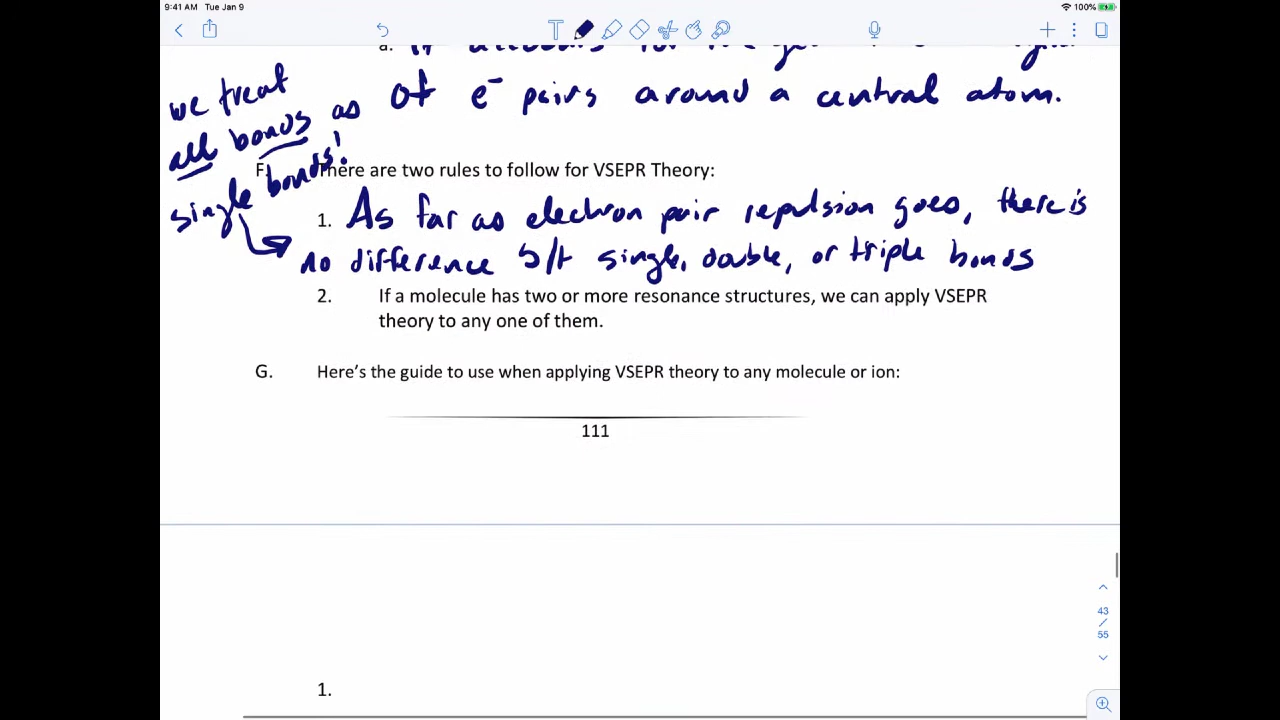 9:41 AM Tue Jan 9
100%
a. It accounts for
of e⁻ pairs around a central atom.
we treat
all bonds as
single bonds!
F. There are two rules to follow for VSEPR Theory:
1. As far as electron pair repulsion goes, there is
no difference b/t single, double, or triple bonds
2. If a molecule has two or more resonance structures, we can apply VSEPR
theory to any one of them.
G. Here's the guide to use when applying VSEPR theory to any molecule or ion:
111
43
/
55
1.